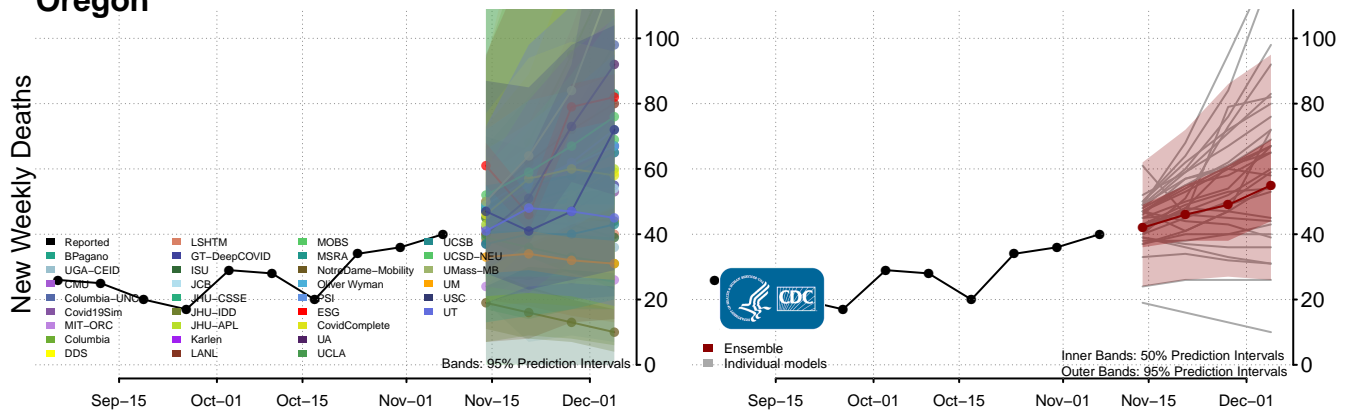 Oregon
New Weekly Deaths
Reported
BPagano
UGA−CEID
CMU
Columbia−UNC
Covid19Sim
MIT−ORC
Columbia
DDS
LSHTM
GT−DeepCOVID
ISU
JCB
JHU−CSSE
JHU−IDD
JHU−APL
Karlen
LANL
MOBS
MSRA
NotreDame−Mobility
Oliver Wyman
PSI
ESG
CovidComplete
UA
UCLA
UCSB
UCSD−NEU
UMass−MB
UM
USC
UT
Bands: 95% Prediction Intervals
100
80
60
40
20
0
Sep−15 Oct−01 Oct−15 Nov−01 Nov−15 Dec−01
CDC
Ensemble
Individual models
Inner Bands: 50% Prediction Intervals
Outer Bands: 95% Prediction Intervals
100
80
60
40
20
0
Sep−15 Oct−01 Oct−15 Nov−01 Nov−15 Dec−01